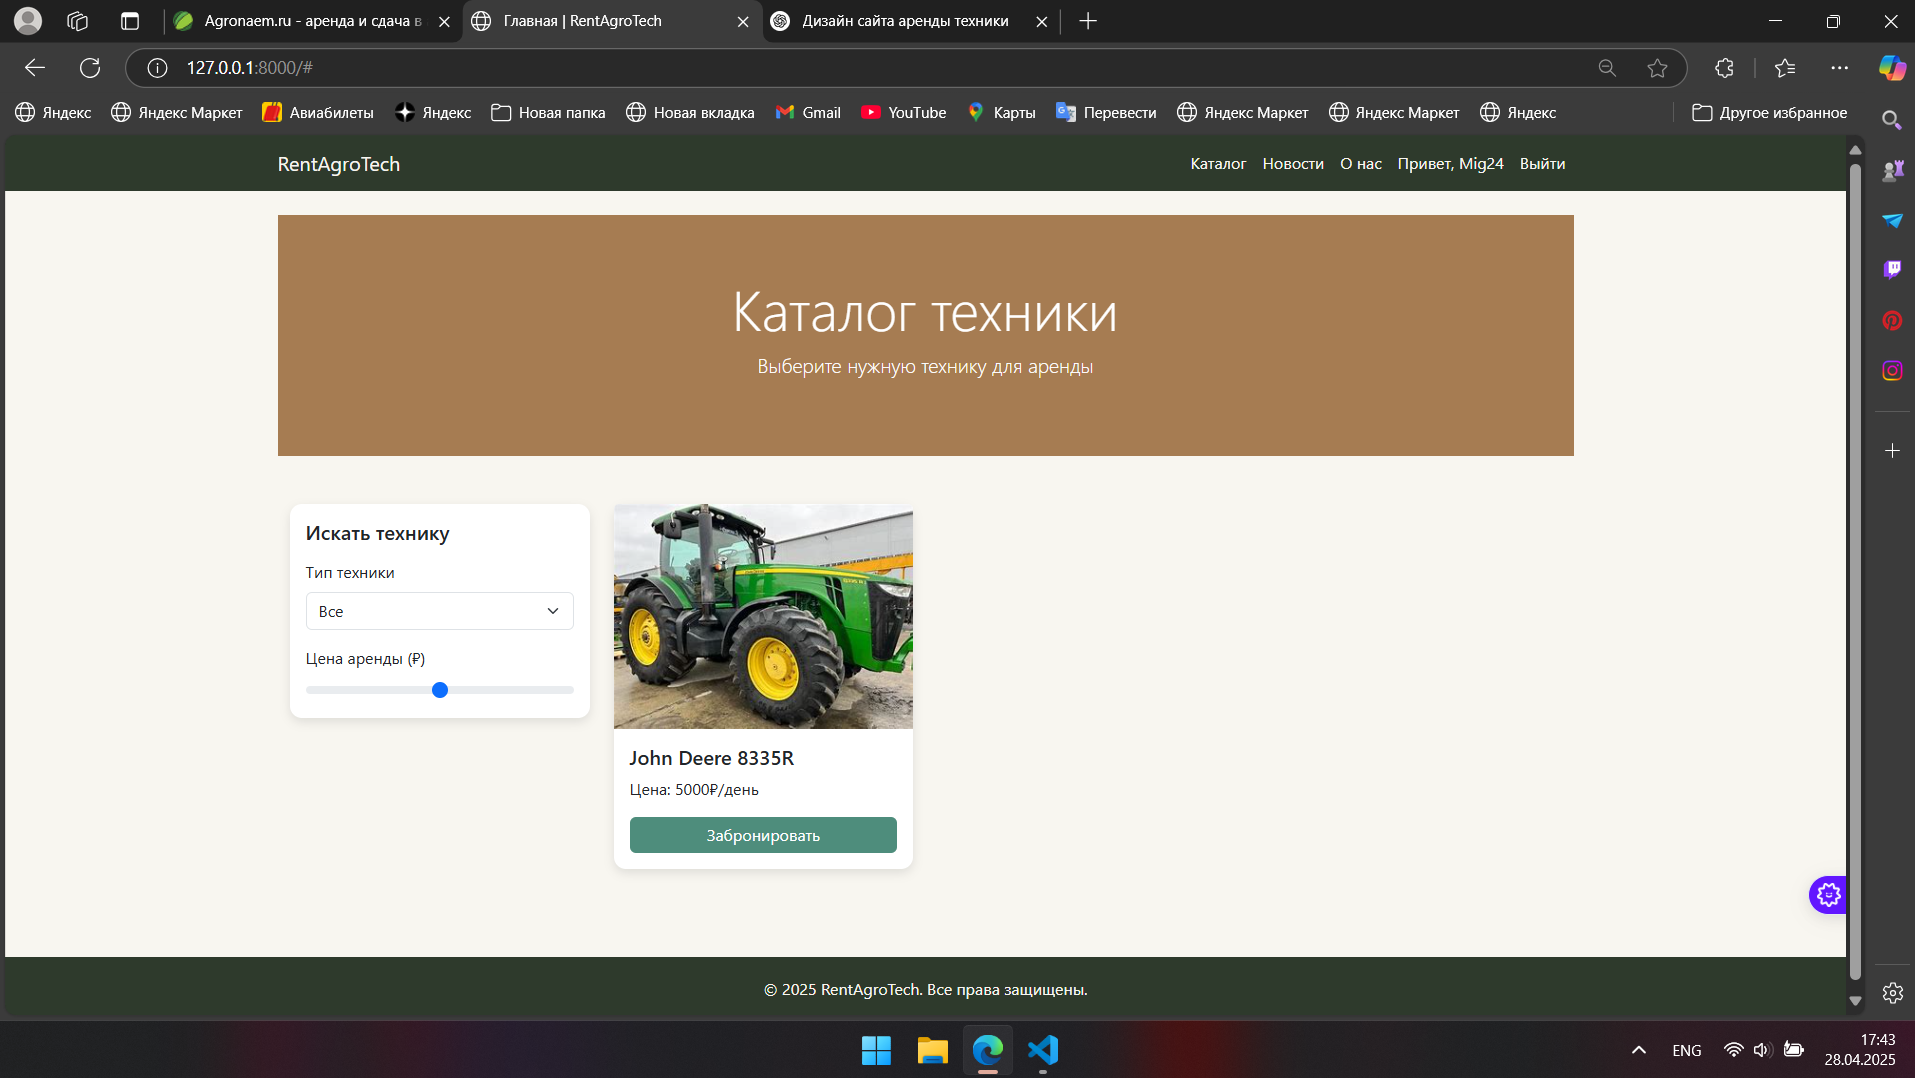 Agronaem.ru - аренда и сдача в
Главная | RentAgroTech
Дизайн сайта аренды техники
127.0.0.1:8000/#
Яндекс
Яндекс Маркет
Авиабилеты
Яндекс
Новая папка
Новая вкладка
Gmail
YouTube
Карты
Перевести
Яндекс Маркет
Яндекс Маркет
Яндекс
Другое избранное
RentAgroTech
Каталог
Новости
О нас
Привет, Mig24
Выйти
Каталог техники
Выберите нужную технику для аренды
Искать технику
Тип техники
Все
Цена аренды (₽)
John Deere 8335R
Цена: 5000₽/день
Забронировать
© 2025 RentAgroTech. Все права защищены.
ENG
17:43
28.04.2025